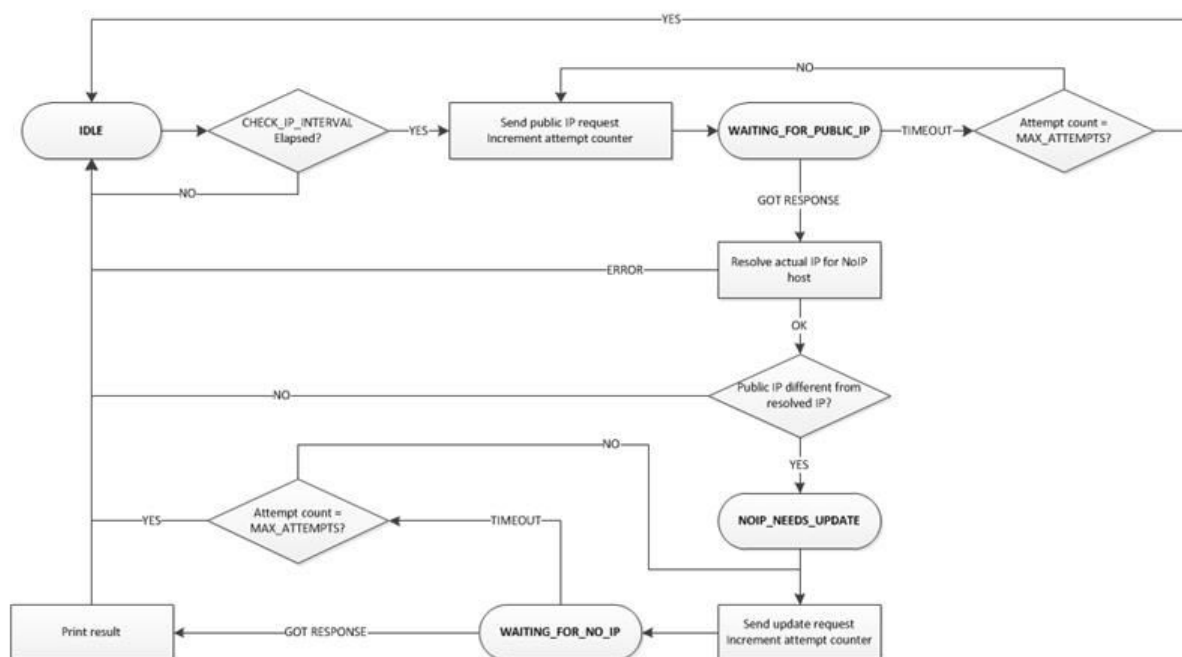 YES
NO
IDLE
CHECK_IP_INTERVAL
Elapsed?
YES
Send public IP request
Increment attempt counter
WAITING_FOR_PUBLIC_IP
TIMEOUT
Attempt count =
MAX_ATTEMPTS?
NO
GOT RESPONSE
ERROR
Resolve actual IP for NoIP
host
OK
NO
Public IP different from
resolved IP?
NO
YES
Attempt count =
MAX_ATTEMPTS?
YES
TIMEOUT
NOIP_NEEDS_UPDATE
Print result
GOT RESPONSE
WAITING_FOR_NO_IP
Send update request
Increment attempt counter